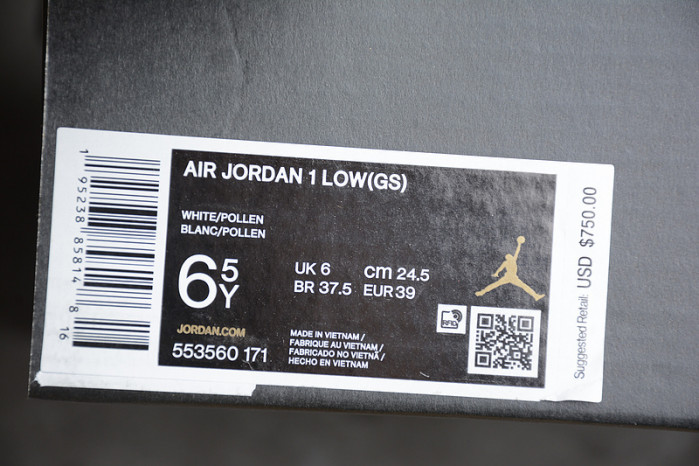 AIR JORDAN 1 LOW(GS)
WHITE/POLLEN
BLANC/POLLEN
6 5Y
UK 6 cm 24.5
BR 37.5 EUR 39
JORDAN.COM
553560 171
MADE IN VIETNAM /
FABRIQUE AU VIETNAM /
FABRICADO NO VIETNÃ /
HECHO EN VIETNAM
RFID
Suggested Retail: USD $750.00
1 95238 85814 8 16